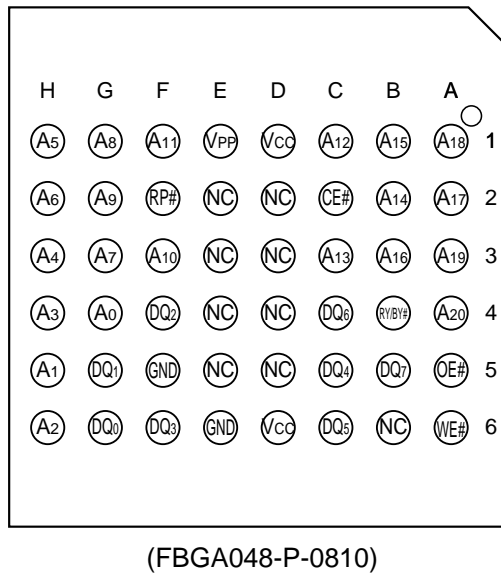 H G F E D C B A
A5 A8 A11 VPP VCC A12 A15 A18 1
A6 A9 RP# NC NC CE# A14 A17 2
A4 A7 A10 NC NC A13 A16 A19 3
A3 A0 DQ2 NC NC DQ6 RY/BY# A20 4
A1 DQ1 GND NC NC DQ4 DQ7 OE# 5
A2 DQ0 DQ3 GND VCC DQ5 NC WE# 6
(FBGA048-P-0810)